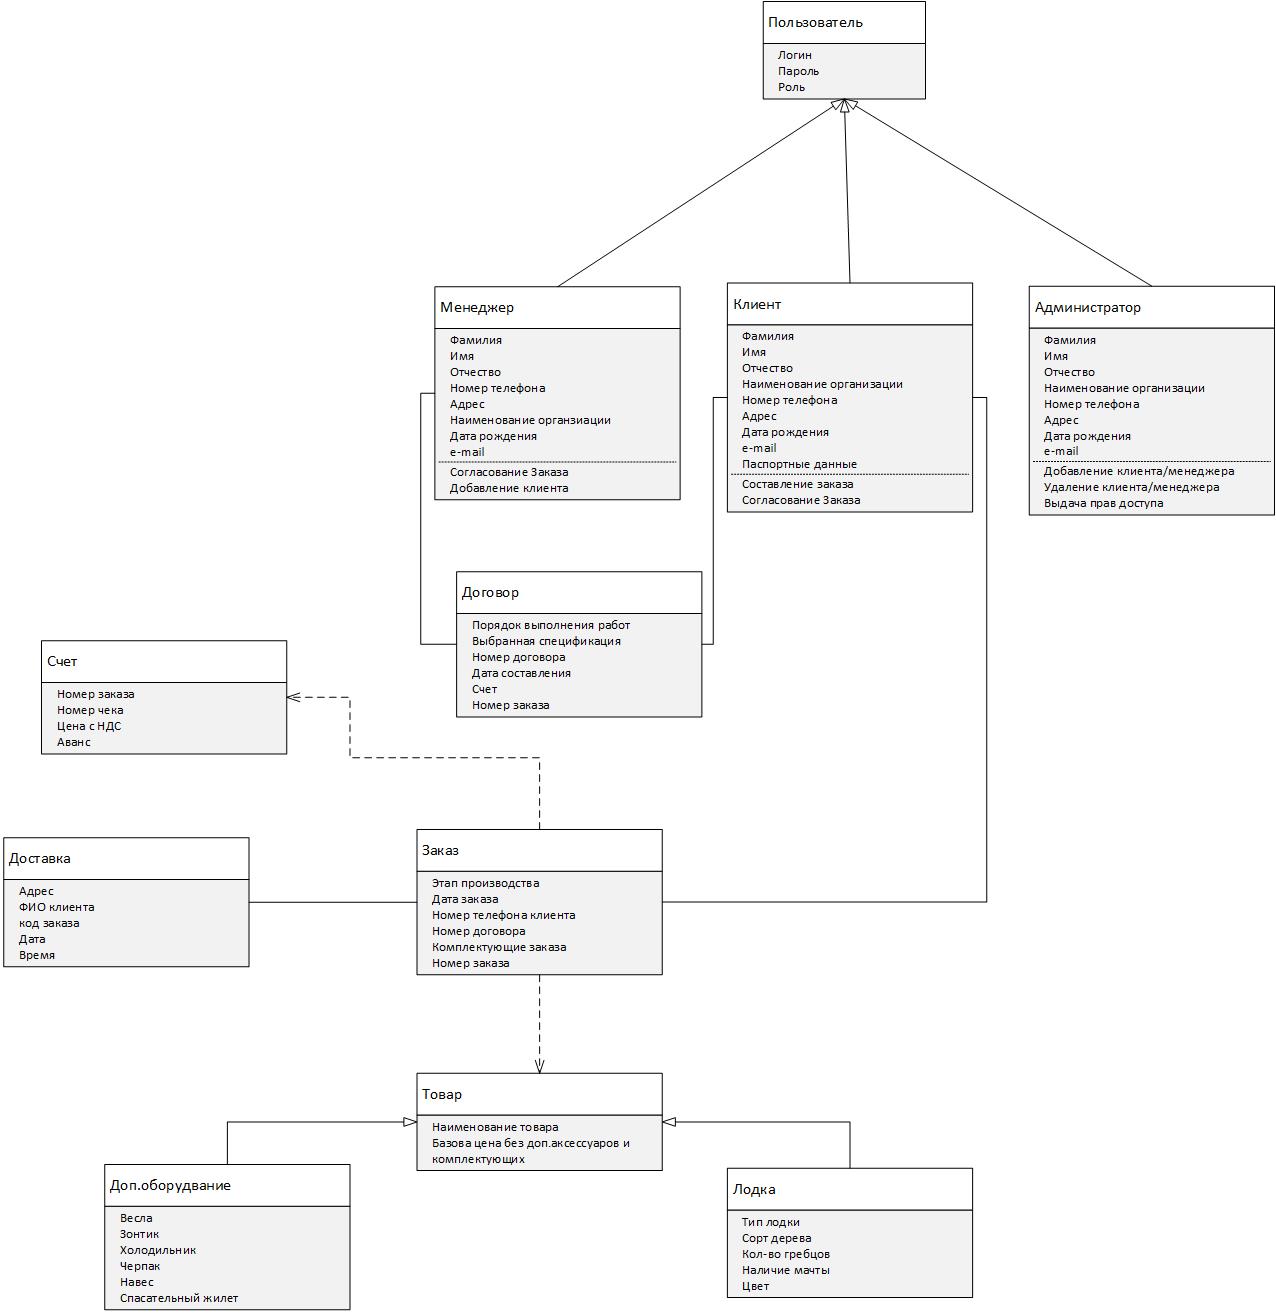 Пользователь
Логин
Пароль
Роль
Менеджер
Фамилия
Имя
Отчество
Номер телефона
Адрес
Наименование органзиации
Дата рождения
e-mail
Согласование Заказа
Добавление клиента
Клиент
Фамилия
Имя
Отчество
Наименование организации
Номер телефона
Адрес
Дата рождения
e-mail
Паспортные данные
Составление заказа
Согласование Заказа
Администратор
Фамилия
Имя
Отчество
Наименование организации
Номер телефона
Адрес
Дата рождения
e-mail
Добавление клиента/менеджера
Удаление клиента/менеджера
Выдача прав доступа
Договор
Порядок выполнения работ
Выбранная спецификация
Номер договора
Дата составления
Счет
Номер заказа
Счет
Номер заказа
Номер чека
Цена с НДС
Аванс
Доставка
Адрес
ФИО клиента
код заказа
Дата
Время
Заказ
Этап производства
Дата заказа
Номер телефона клиента
Номер договора
Комплектующие заказа
Номер заказа
Товар
Наименование товара
Базова цена без доп.аксессуаров и
комплектующих
Доп.оборудвание
Весла
Зонтик
Холодильник
Черпак
Навес
Спасательный жилет
Лодка
Тип лодки
Сорт дерева
Кол-во гребцов
Наличие мачты
Цвет